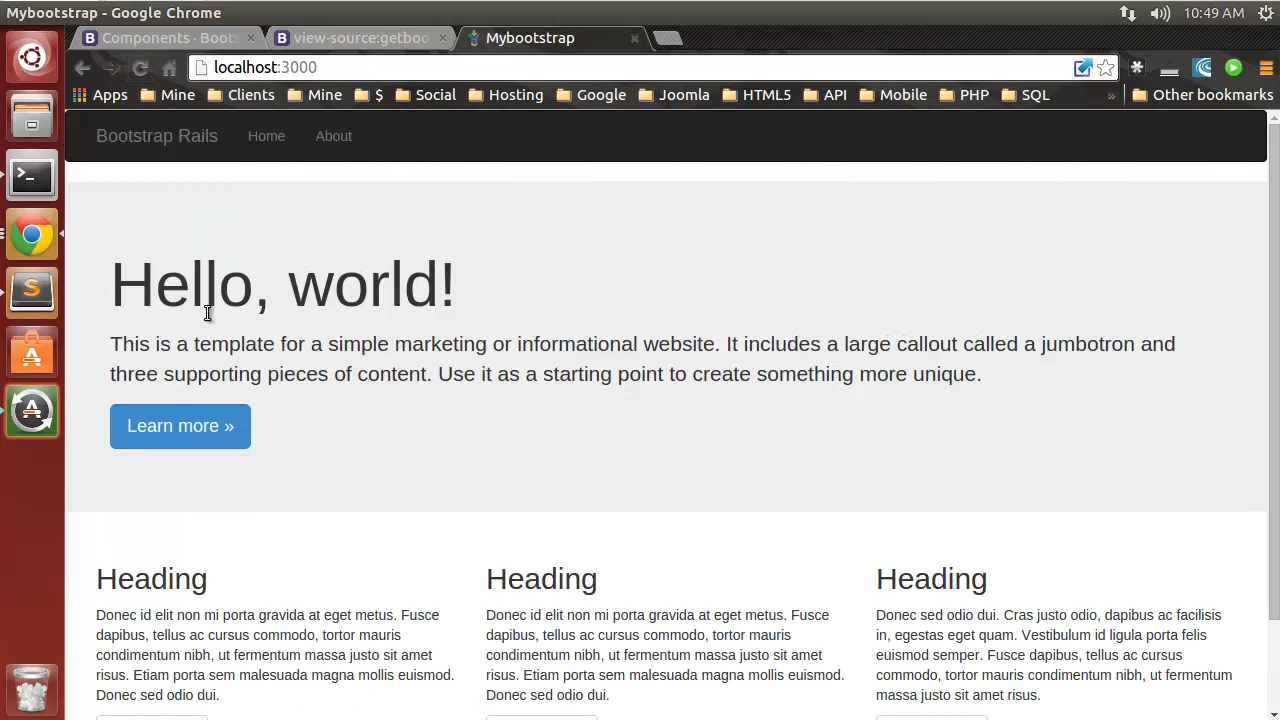 Mybootstrap - Google Chrome
10:49 AM
Components · Boots
view-source:getboo
Mybootstrap
localhost:3000
Apps Mine Clients Mine $ Social Hosting Google Joomla HTML5 API Mobile PHP SQL » Other bookmarks
Bootstrap Rails Home About
Hello, world!
This is a template for a simple marketing or informational website. It includes a large callout called a jumbotron and
three supporting pieces of content. Use it as a starting point to create something more unique.
Learn more »
Heading
Donec id elit non mi porta gravida at eget metus. Fusce
dapibus, tellus ac cursus commodo, tortor mauris
condimentum nibh, ut fermentum massa justo sit amet
risus. Etiam porta sem malesuada magna mollis euismod.
Donec sed odio dui.
Heading
Donec id elit non mi porta gravida at eget metus. Fusce
dapibus, tellus ac cursus commodo, tortor mauris
condimentum nibh, ut fermentum massa justo sit amet
risus. Etiam porta sem malesuada magna mollis euismod.
Donec sed odio dui.
Heading
Donec sed odio dui. Cras justo odio, dapibus ac facilisis
in, egestas eget quam. Vestibulum id ligula porta felis
euismod semper. Fusce dapibus, tellus ac cursus
commodo, tortor mauris condimentum nibh, ut fermentum
massa justo sit amet risus.